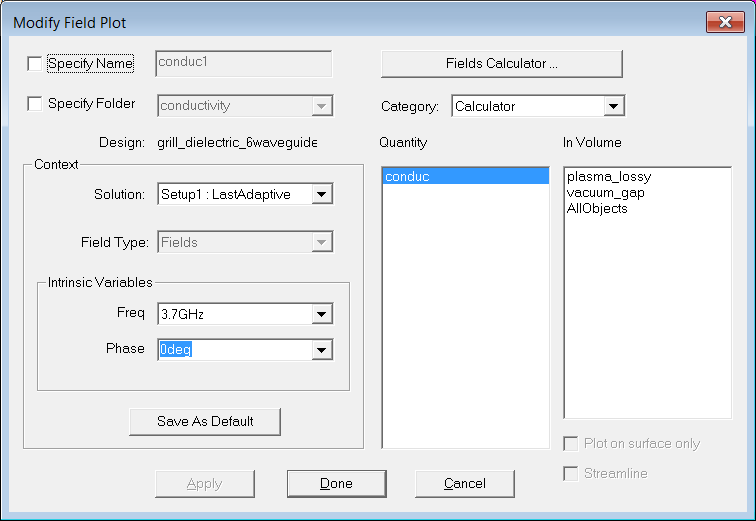 Modify Field Plot
Specify Name
conduc1
Fields Calculator ...
Specify Folder
conductivity
Category:
Calculator
Design:
grill_dielectric_6waveguide
Quantity
In Volume
Context
Solution:
Setup1 : LastAdaptive
conduc
plasma_lossy
vacuum_gap
AllObjects
Field Type:
Fields
Intrinsic Variables
Freq
3.7GHz
Phase
0deg
Save As Default
Plot on surface only
Streamline
Apply
Done
Cancel